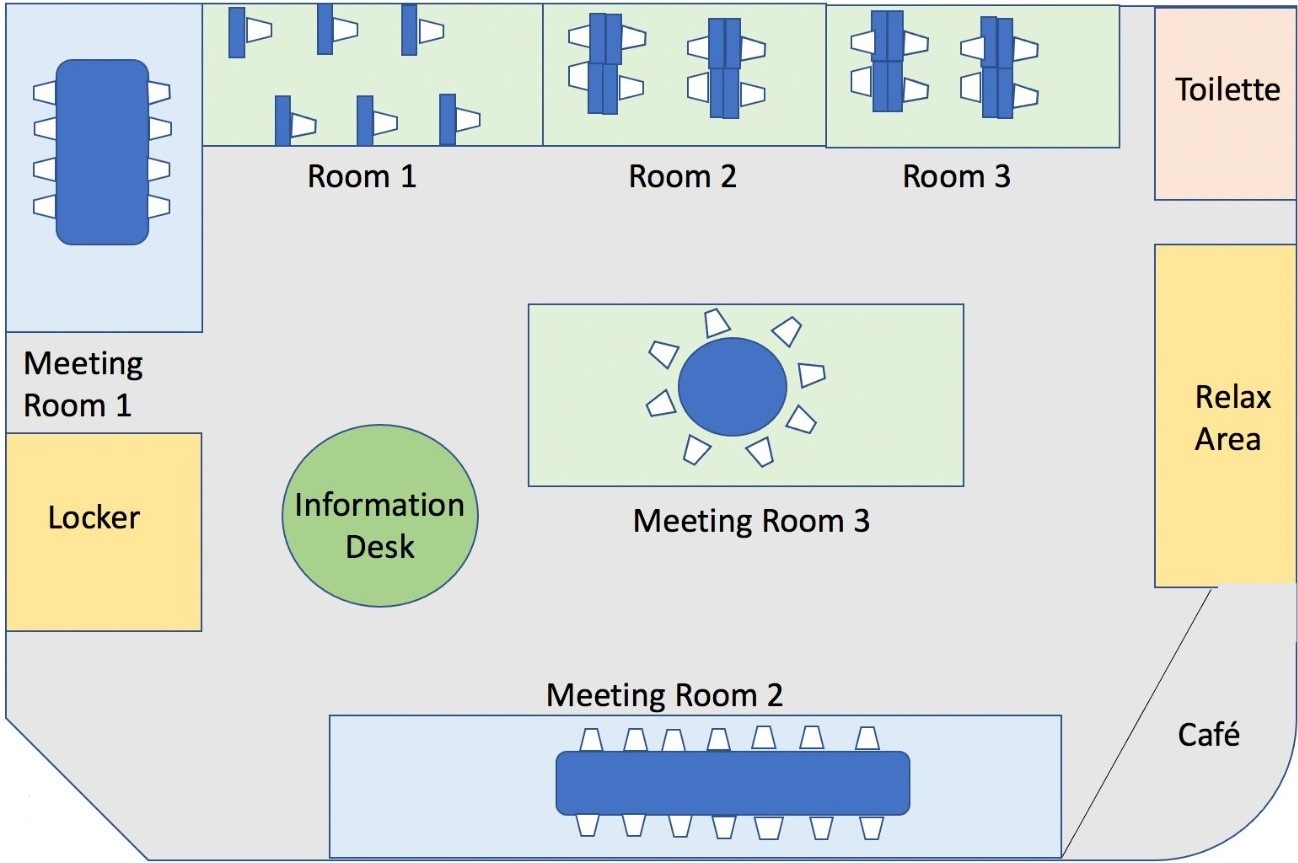 Toilette
Room 1
Room 2
Room 3
Meeting
Room 1
Relax
Area
Locker
Information
Desk
Meeting Room 3
Meeting Room 2
Café